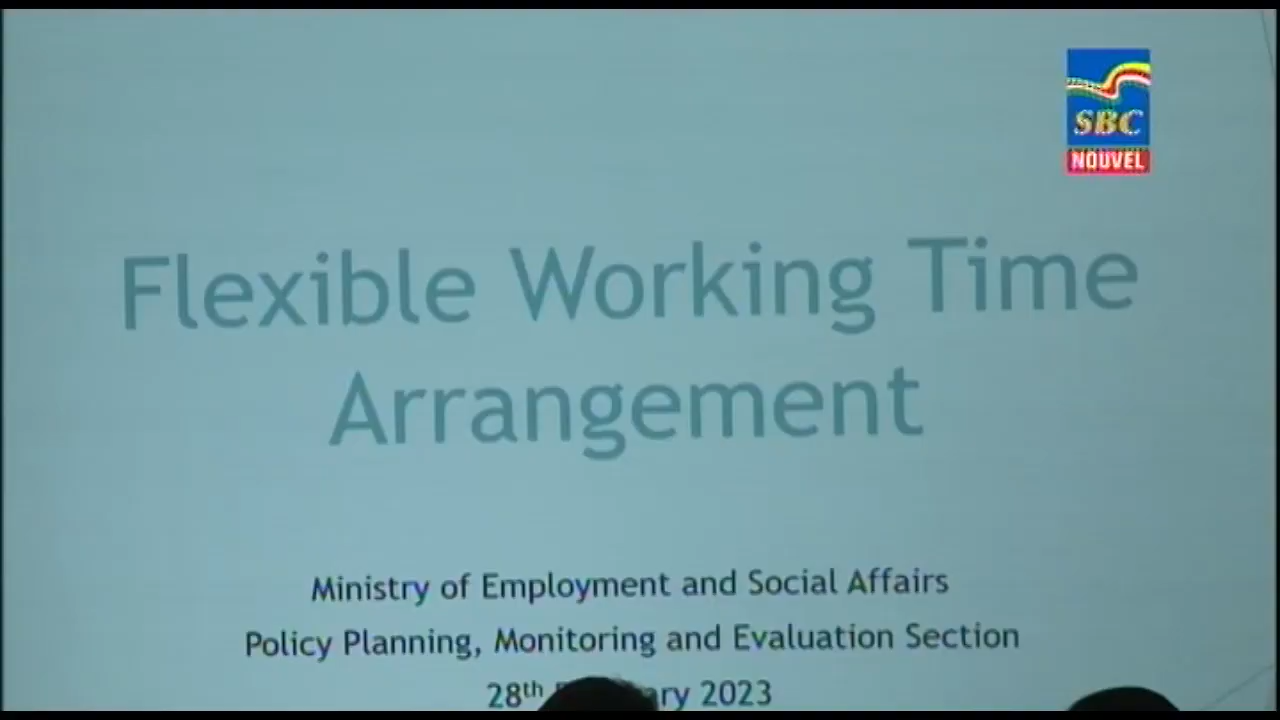 SBC
NOUVEL
Flexible Working Time
Arrangement
Ministry of Employment and Social Affairs
Policy Planning, Monitoring and Evaluation Section
28th 2023